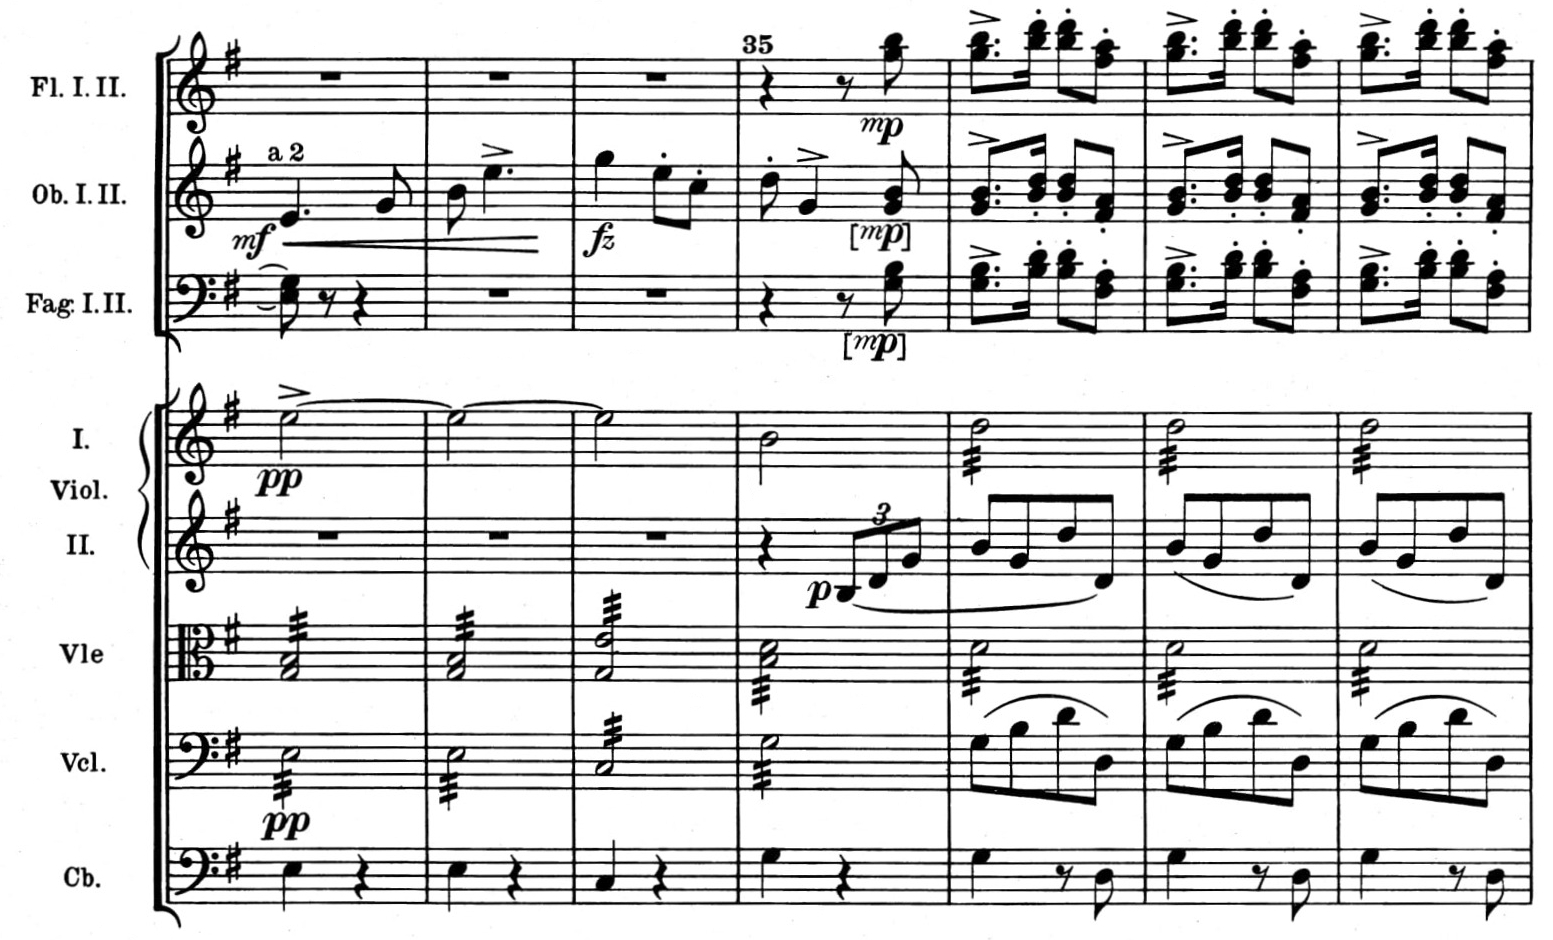 35
Fl. I. II.
mp
a 2
Ob. I. II.
mf fz [mp]
Fag. I. II.
[mp]
I.
pp
Viol.
3
II.
p
Vle
Vcl.
pp
Cb.